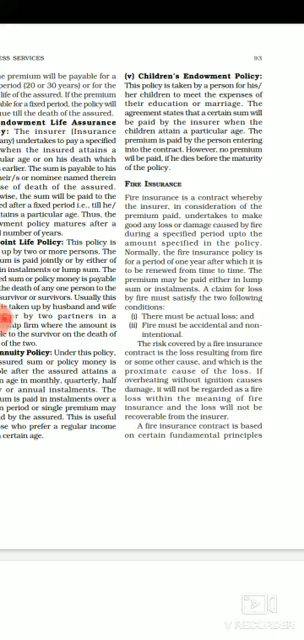 ESS SERVICES
93
he premium will be payable for a
period (20 or 30 years) or for the
life of the assured. If the premium
able for a fixed period, the policy will
nue till the death of the assured.
ndowment Life Assurance
y: The insurer (Insurance
any) undertakes to pay a specified
when the insured attains a
ular age or on his death which
s earlier. The sum is payable to his
eir/s or nominee named therein
se of death of the assured.
wise, the sum will be paid to the
ed after a fixed period i.e., till he/
ttains a particular age. Thus, the
wment policy matures after a
d number of years.
oint Life Policy: This policy is
up by two or more persons. The
um is paid jointly or by either of
n instalments or lump sum. The
ed sum or policy money is payable
the death of any one person to the
survivor or survivors. Usually this
is taken up by husband and wife
er by two partners in a
ip firm where the amount is
le to the survivor on the death of
of the two.
nnuity Policy: Under this policy,
ssured sum or policy money is
ble after the assured attains a
n age in monthly, quarterly, half
y or annual instalments. The
um is paid in instalments over a
n period or single premium may
d by the assured. This is useful
ose who prefer a regular income
certain age.
(v) Children's Endowment Policy:
This policy is taken by a person for his/
her children to meet the expenses of
their education or marriage. The
agreement states that a certain sum will
be paid by the insurer when the
children attain a particular age. The
premium is paid by the person entering
into the contract. However, no premium
wil be paid, if he dies before the maturity
of the policy.
FIRE INSURANCE
Fire insurance is a contract whereby
the insurer, in consideration of the
premium paid, undertakes to make
good any loss or damage caused by fire
during a specified period upto the
amount specified in the policy.
Normally, the fire insurance policy is
for a period of one year after which it is
to be renewed from time to time. The
premium may be paid either in lump
sum or instalments. A claim for loss
by fire must satisfy the two following
conditions:
(i) There must be actual loss; and
(ii) Fire must be accidental and non-
intentional.
The risk covered by a fire insurance
contract is the loss resulting from fire
or some other cause, and which is the
proximate cause of the loss. If
overheating without ignition causes
damage, it will not be regarded as a fire
loss within the meaning of fire
insurance and the loss will not be
recoverable from the insurer.
A fire insurance contract is based
on certain fundamental principles
V RECORDER